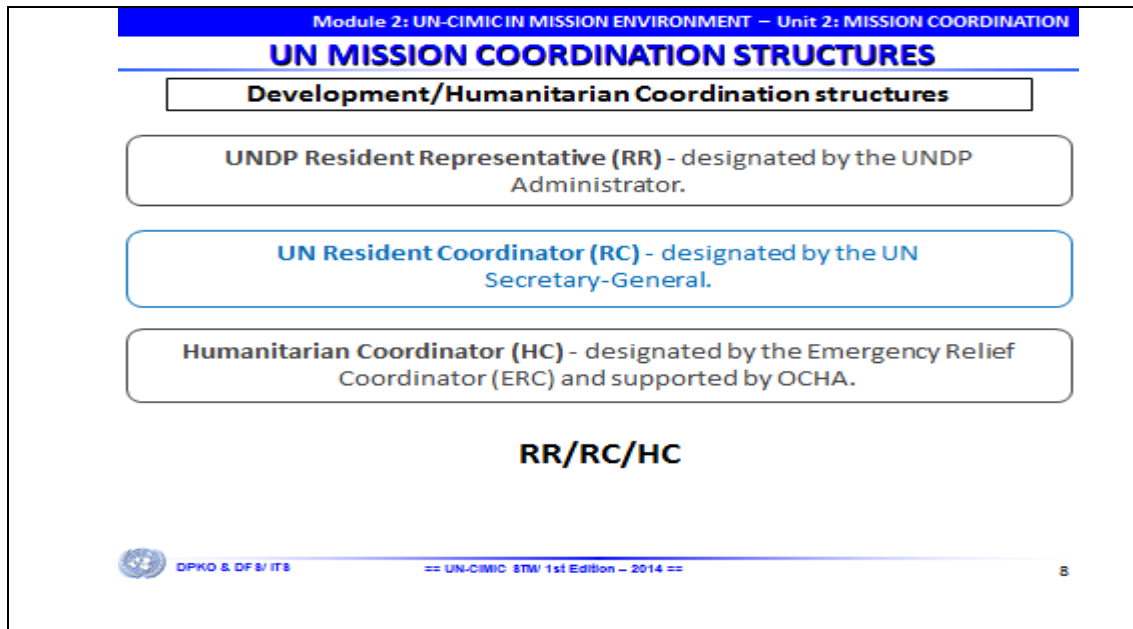 Module 2: UN-CIMIC IN MISSION ENVIRONMENT – Unit 2: MISSION COORDINATION
UN MISSION COORDINATION STRUCTURES
Development/Humanitarian Coordination structures
UNDP Resident Representative (RR) - designated by the UNDP
Administrator.
UN Resident Coordinator (RC) - designated by the UN
Secretary-General.
Humanitarian Coordinator (HC) - designated by the Emergency Relief
Coordinator (ERC) and supported by OCHA.
RR/RC/HC
DPKO & DFS/ ITS
== UN-CIMIC STM/ 1st Edition – 2014 ==
8